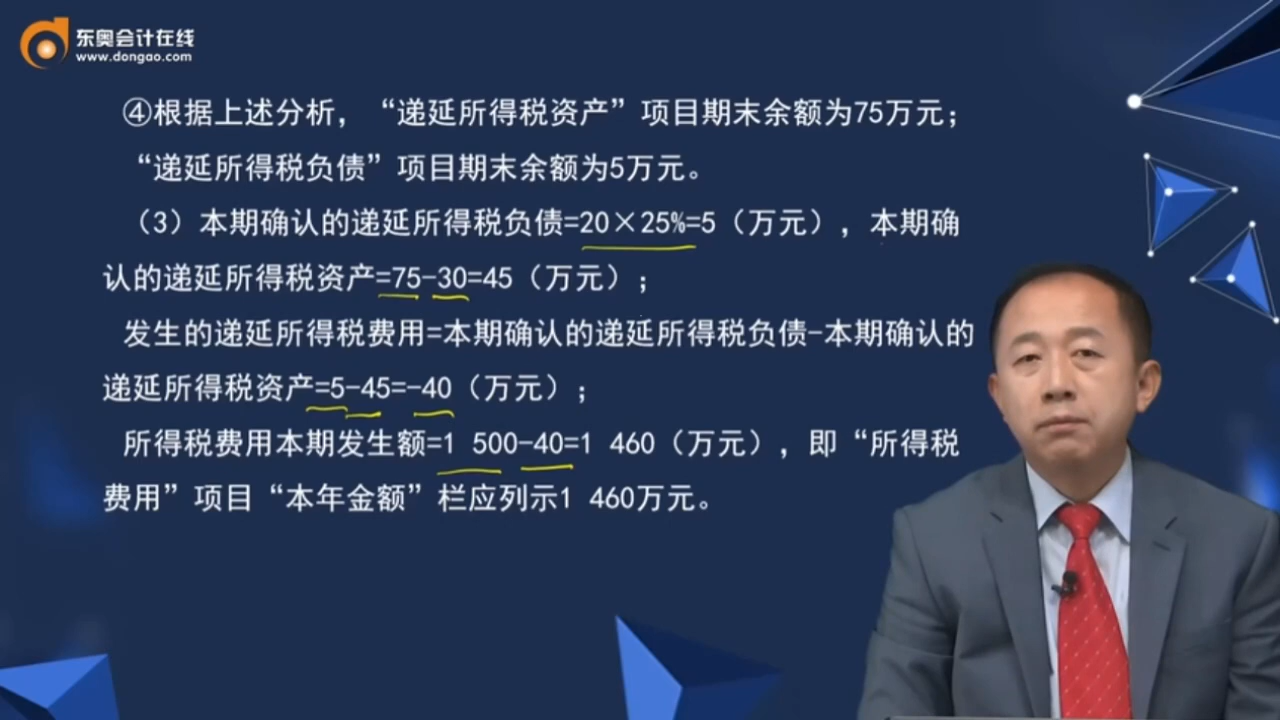 东奥会计在线
www.dongao.com
④根据上述分析，“递延所得税资产”项目期末余额为75万元；
“递延所得税负债”项目期末余额为5万元。
（3）本期确认的递延所得税负债=20×25%=5（万元），本期确
认的递延所得税资产=75-30=45（万元）；
发生的递延所得税费用=本期确认的递延所得税负债-本期确认的
递延所得税资产=5-45=-40（万元）；
所得税费用本期发生额=1 500-40=1 460（万元），即“所得税
费用”项目“本年金额”栏应列示1 460万元。